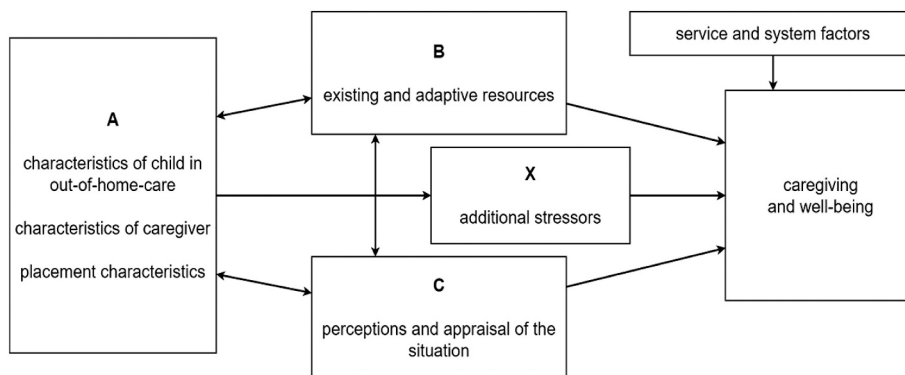 A
characteristics of child in
out-of-home-care
characteristics of caregiver
placement characteristics
B
existing and adaptive resources
X
additional stressors
C
perceptions and appraisal of the
situation
service and system factors
caregiving
and well-being